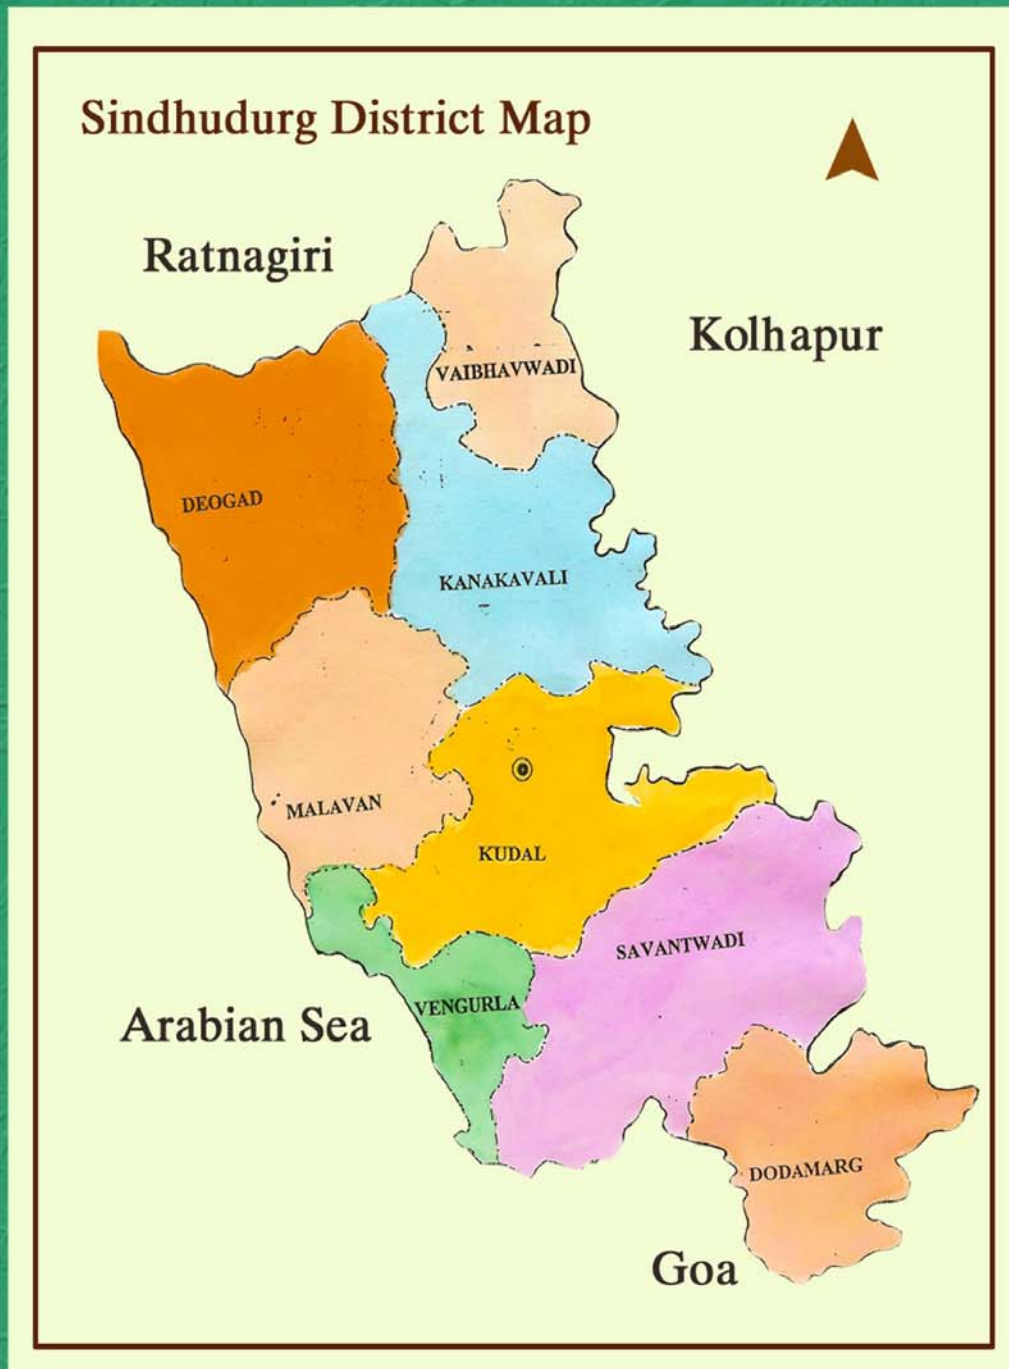 Sindhudurg District Map
Ratnagiri
Kolhapur
VAIBHAVWADI
DEOGAD
KANAKAVALI
MALAVAN
KUDAL
SAVANTWADI
VENGURLA
Arabian Sea
DODAMARG
Goa